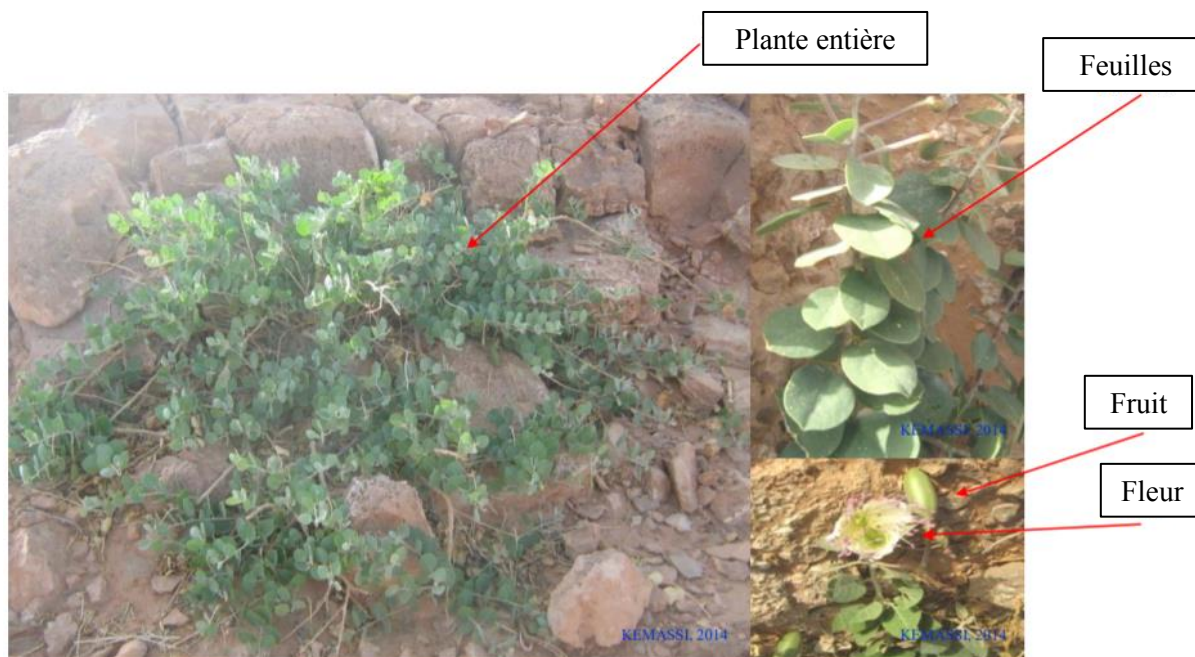 Plante entière
Feuilles
KEMASSI, 2014
Fruit
Fleur
KEMASSI, 2014
KEMASSI, 2014